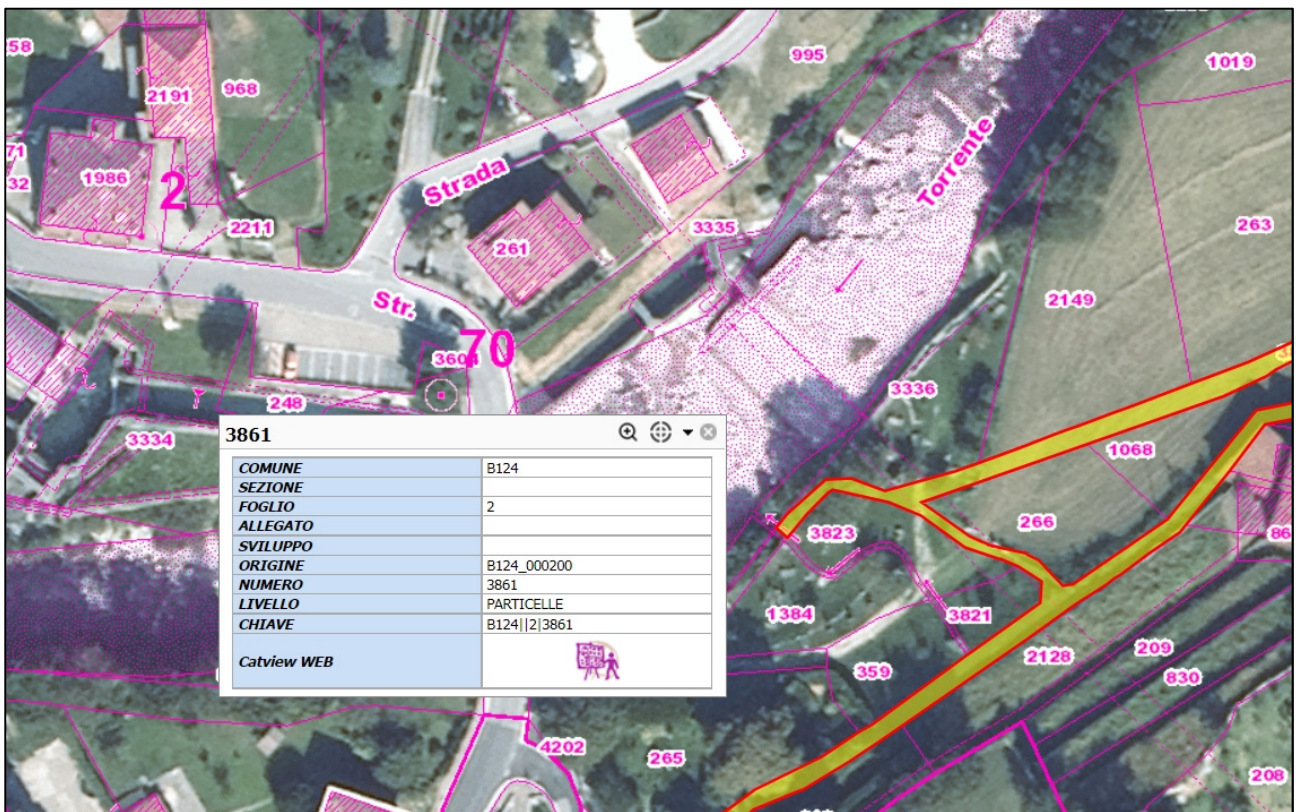 258
995
1019
2191
968
Torrente
71
32
1986
2
Strada
2211
261
3335
263
Str.
70
2149
248
3336
3334
1068
3861
COMUNE B124
SEZIONE
FOGLIO 2
ALLEGATO
SVILUPPO
ORIGINE B124_000200
NUMERO 3861
LIVELLO PARTICELLE
CHIAVE B124||2|3861
Catview WEB
266
3823
86
1384
3821
2128
209
359
830
4202
265
208